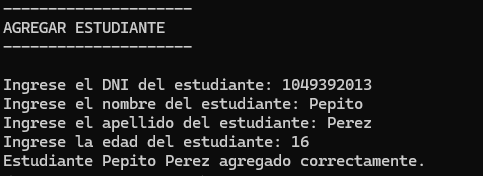 ---------------------
AGREGAR ESTUDIANTE
---------------------
Ingrese el DNI del estudiante: 1049392013
Ingrese el nombre del estudiante: Pepito
Ingrese el apellido del estudiante: Perez
Ingrese la edad del estudiante: 16
Estudiante Pepito Perez agregado correctamente.